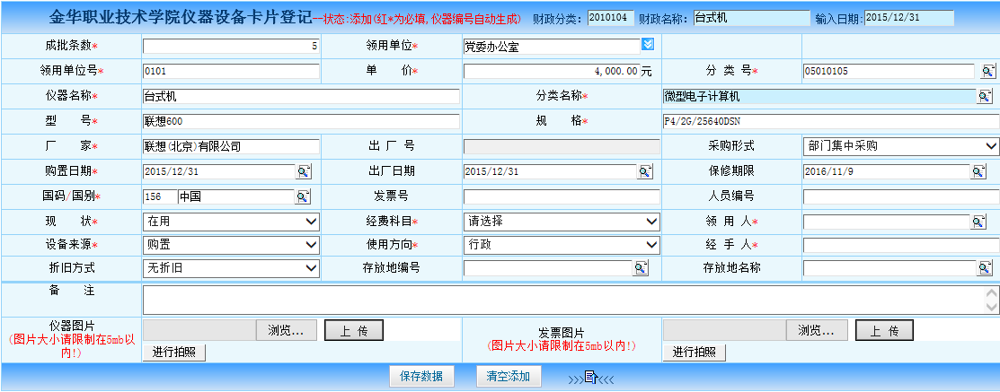 金华职业技术学院仪器设备卡片登记--状态:添加(红*为必填,仪器编号自动生成) 财政分类: 2010104 财政名称: 台式机 输入日期: 2015/12/31
成批条数* 5 领用单位* 党委办公室
领用单位号* 0101 单 价* 4,000.00 元 分 类 号* 05010105
仪器名称* 台式机 分类名称* 微型电子计算机
型 号* 联想600 规 格* P4/2G/25640DSN
厂 家* 联想(北京)有限公司 出 厂 号 采购形式 部门集中采购
购置日期* 2015/12/31 出厂日期 2015/12/31 保修期限 2016/11/9
国码/国别* 156 中国 发票号 人员编号
现 状* 在用 经费科目* 请选择 领 用 人*
设备来源* 购置 使用方向* 行政 经 手 人*
折旧方式 无折旧 存放地编号 存放地名称
备 注
仪器图片 浏览... 上 传 发票图片 浏览... 上 传
(图片大小请限制在5mb以内!) 进行拍照 (图片大小请限制在5mb以内!) 进行拍照
保存数据 清空添加 >>> <<<